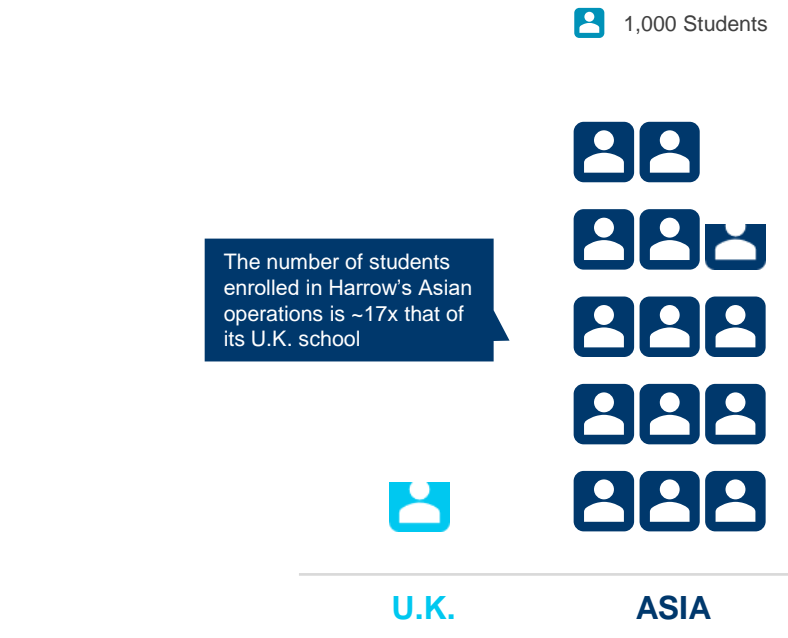 1,000 Students
The number of students
enrolled in Harrow's Asian
operations is ~17x that of
its U.K. school
U.K.
ASIA